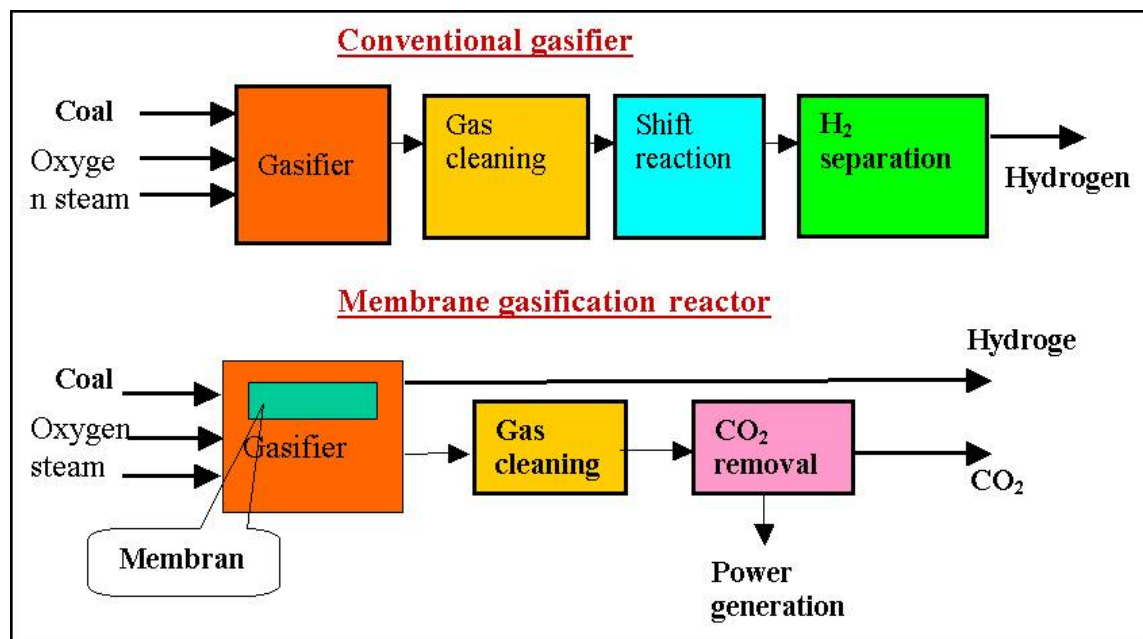 Conventional gasifier
Coal
Oxyge
n steam
Gasifier
Gas
cleaning
Shift
reaction
H₂
separation
Hydrogen
Membrane gasification reactor
Coal
Oxygen
steam
Gasifier
Membran
Gas
cleaning
CO₂
removal
Hydroge
CO₂
Power
generation